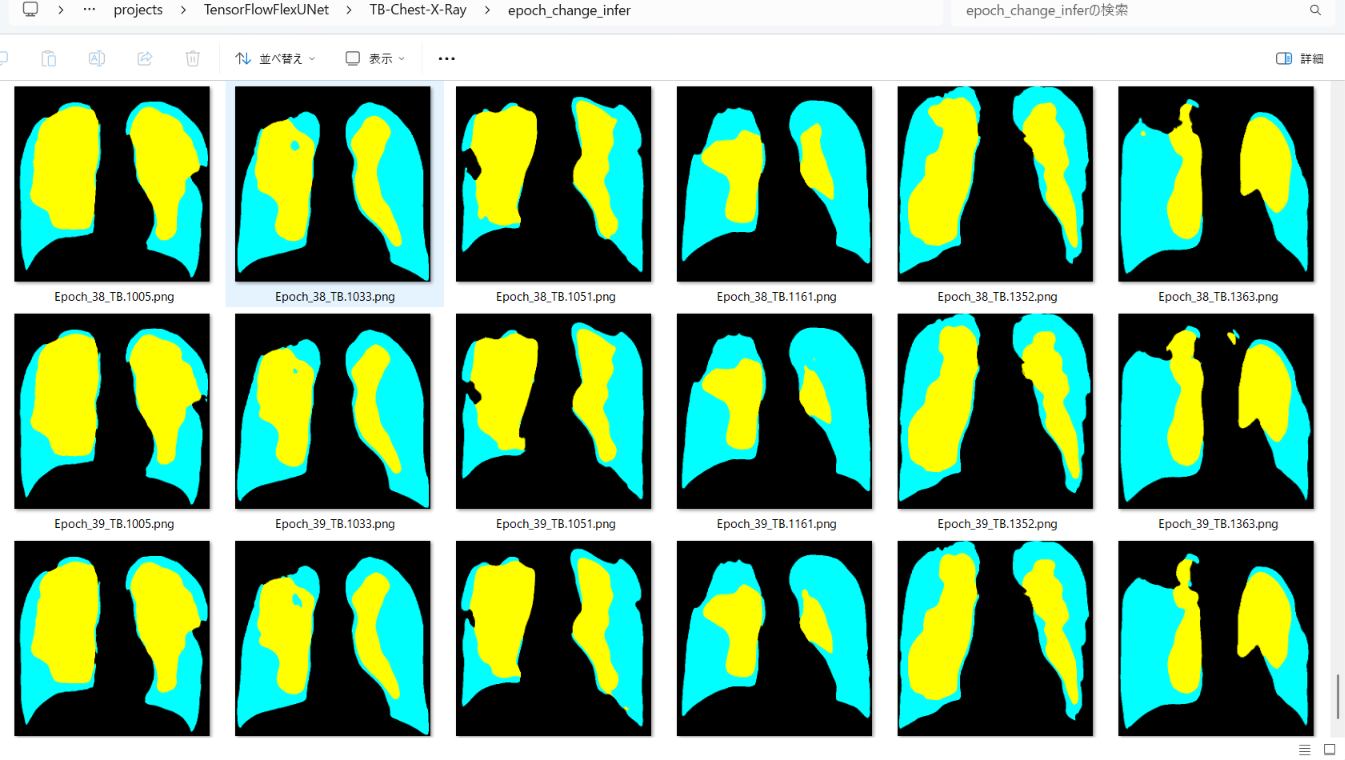 … projects > TensorFlowFlexUNet > TB-Chest-X-Ray > epoch_change_infer
epoch_change_inferの検索
並べ替え 表示 … 詳細
Epoch_38_TB.1005.png Epoch_38_TB.1033.png Epoch_38_TB.1051.png Epoch_38_TB.1161.png Epoch_38_TB.1352.png Epoch_38_TB.1363.png
Epoch_39_TB.1005.png Epoch_39_TB.1033.png Epoch_39_TB.1051.png Epoch_39_TB.1161.png Epoch_39_TB.1352.png Epoch_39_TB.1363.png